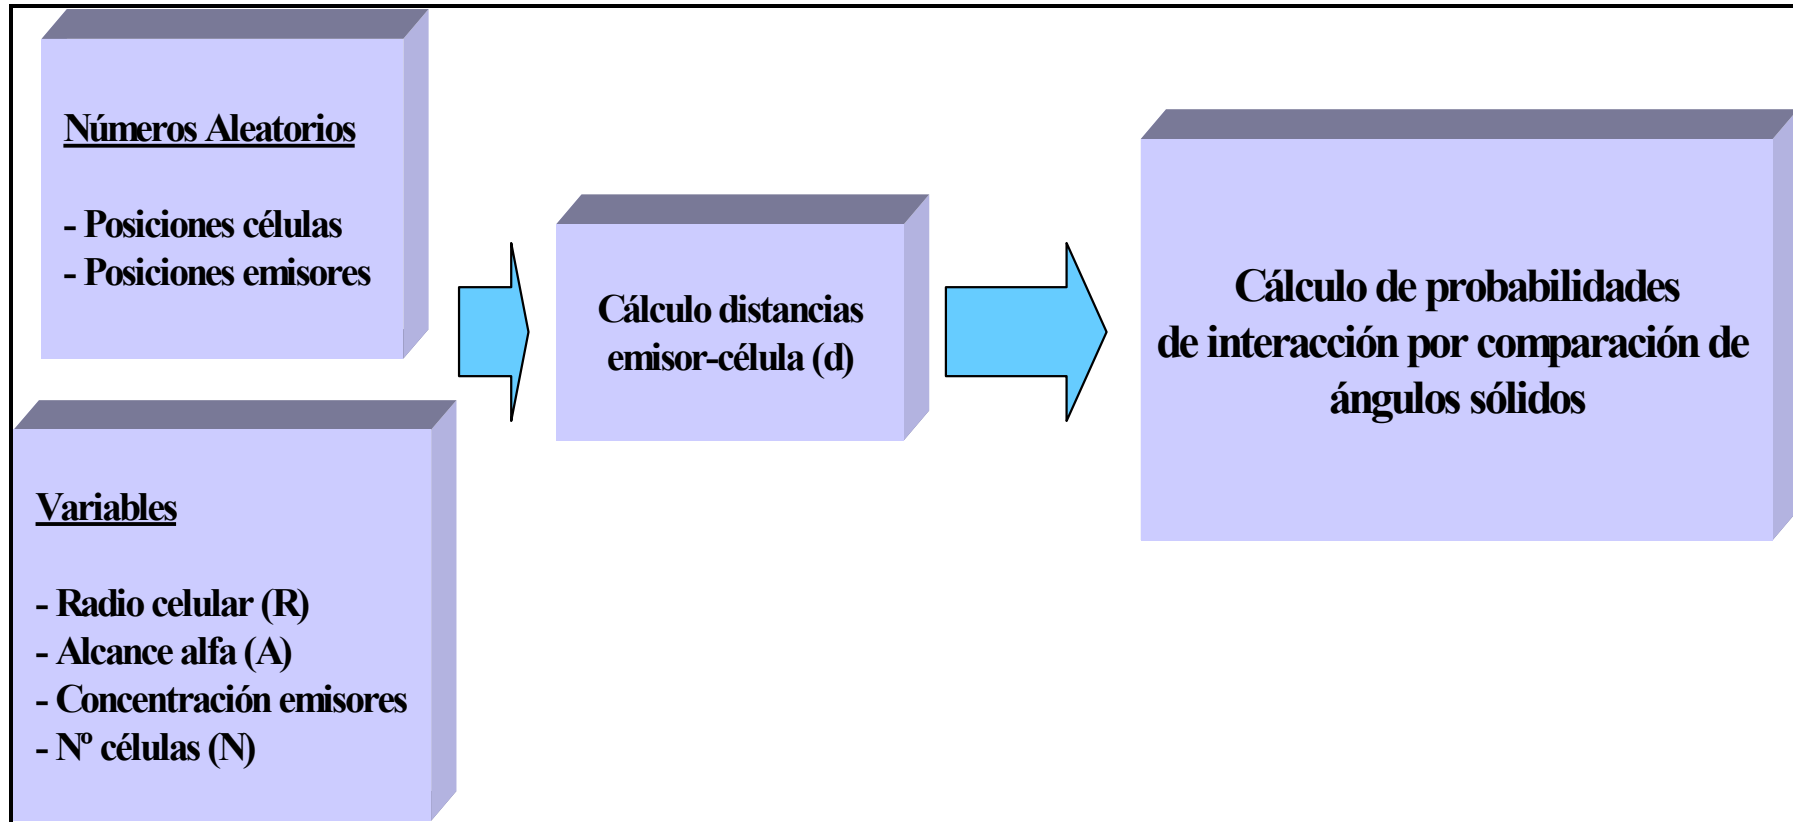 Números Aleatorios
- Posiciones células
- Posiciones emisores
Variables
- Radio celular (R)
- Alcance alfa (A)
- Concentración emisores
- Nº células (N)
Cálculo distancias
emisor-célula (d)
Cálculo de probabilidades
de interacción por comparación de
ángulos sólidos